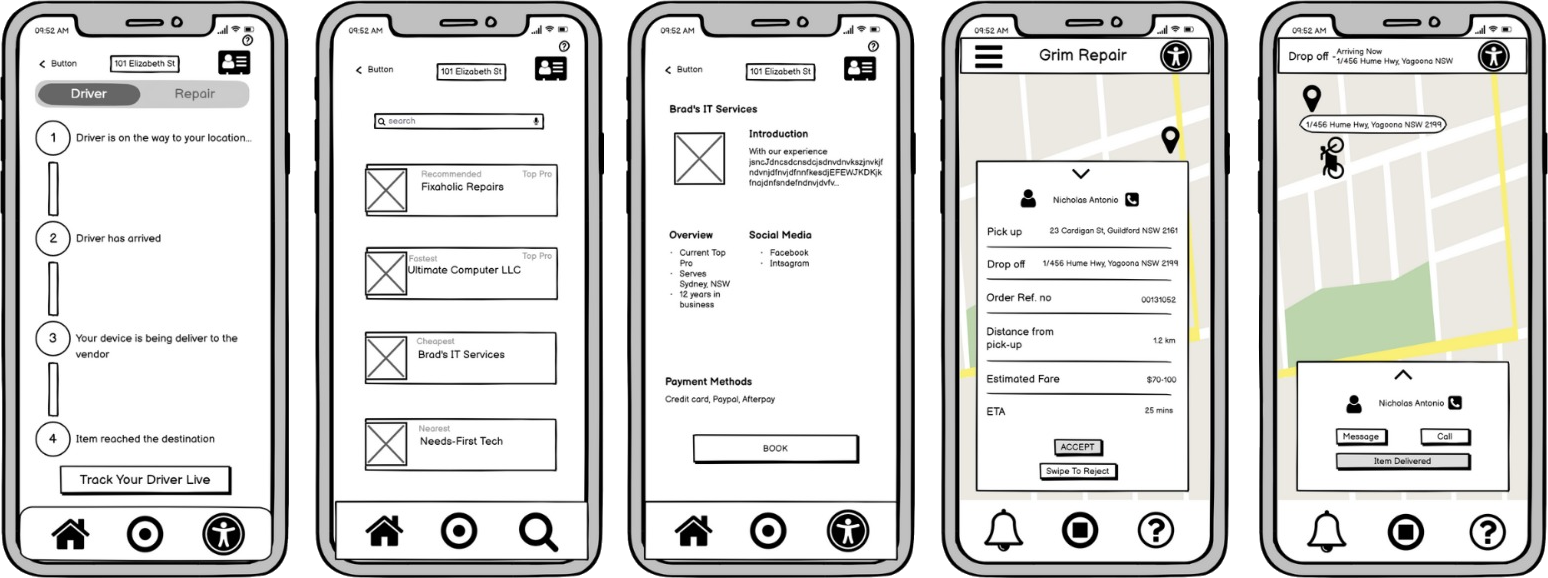 09:52 AM
Button
101 Elizabeth St
Driver
Repair
1
Driver is on the way to your location...
2
Driver has arrived
3
Your device is being deliver to the
vendor
4
Item reached the destination
Track Your Driver Live
09:52 AM
Button
101 Elizabeth St
search
Recommended
Top Pro
Fixaholic Repairs
Fastest
Top Pro
Ultimate Computer LLC
Cheapest
Brad's IT Services
Nearest
Needs-First Tech
09:52 AM
Button
101 Elizabeth St
Brad's IT Services
Introduction
With our experience
Overview
· Current Top
Pro
· Serves
Sydney, NSW
· 12 years in
business
Social Media
· Facebook
· Intsagram
Payment Methods
Credit card, Paypal, Afterpay
BOOK
09:52 AM
Grim Repair
Nicholas Antonio
Pick up 23 Cardigan St, Guildford NSW 2161
Drop off 1/456 Hume Hwy, Yagoona NSW 2199
Order Ref. no 00131052
Distance from
pick-up
km
Estimated Fare $70-100
ETA 25 mins
ACCEPT
Swipe To Reject
?
09:52 AM
Drop off - Arriving Now
1/456 Hume Hwy, Yagoona NSW
1/456 Hume Hwy, Yagoona NSW 2199
Nicholas Antonio
Message
Call
Item Delivered
?